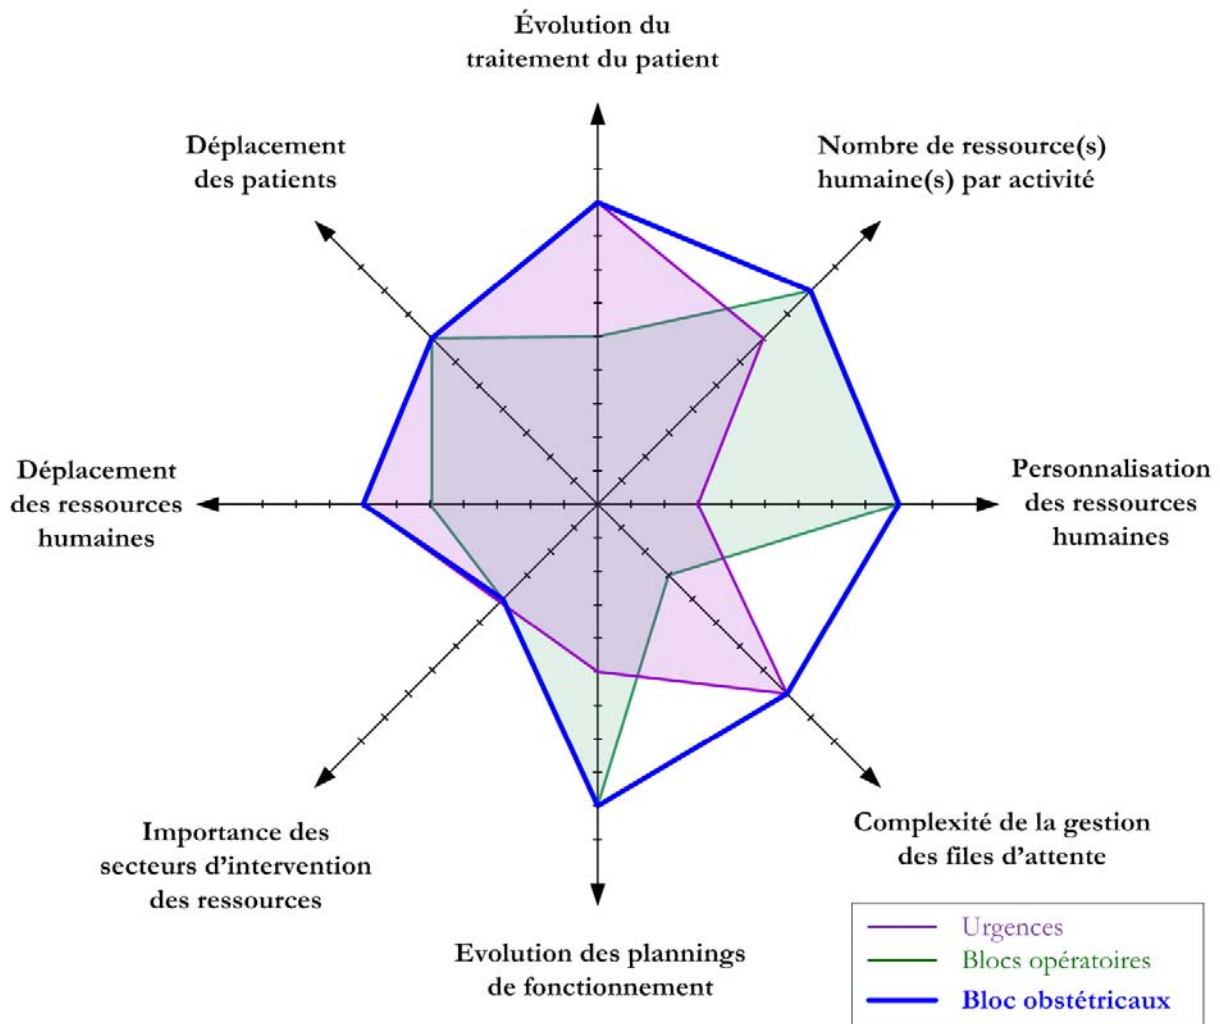 Évolution du
traitement du patient
Déplacement
des patients
Nombre de ressource(s)
humaine(s) par activité
Déplacement
des ressources
humaines
Personnalisation
des ressources
humaines
Importance des
secteurs d'intervention
des ressources
Complexité de la gestion
des files d'attente
Evolution des plannings
de fonctionnement
Urgences
Blocs opératoires
Bloc obstétricaux